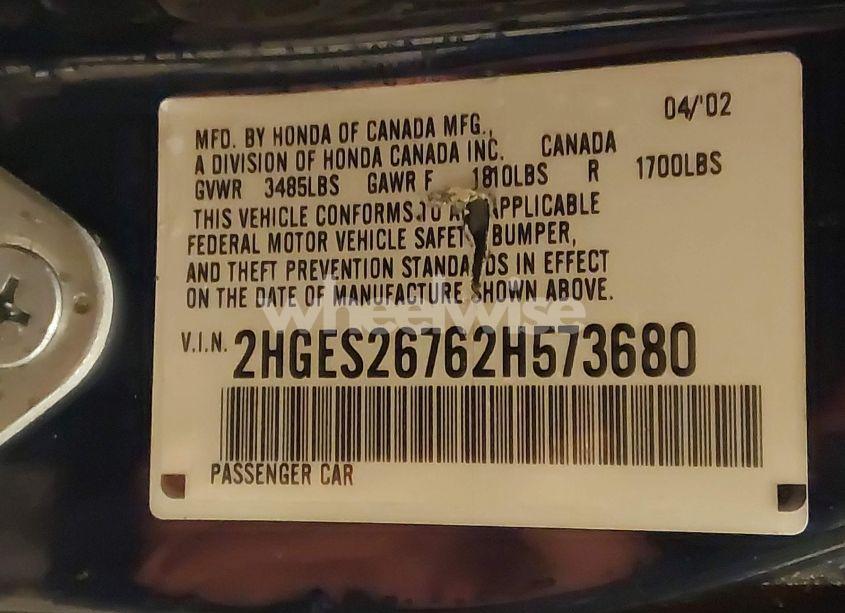 04/'02
MFD. BY HONDA OF CANADA MFG.,
A DIVISION OF HONDA CANADA INC. CANADA
GVWR 3485LBS GAWR F 1810LBS R 1700LBS
THIS VEHICLE CONFORMS TO APPLICABLE
FEDERAL MOTOR VEHICLE SAFETY BUMPER,
AND THEFT PREVENTION STANDARDS IN EFFECT
ON THE DATE OF MANUFACTURE SHOWN ABOVE.
wheelwise
V.I.N. 2HGES26762H573680
PASSENGER CAR